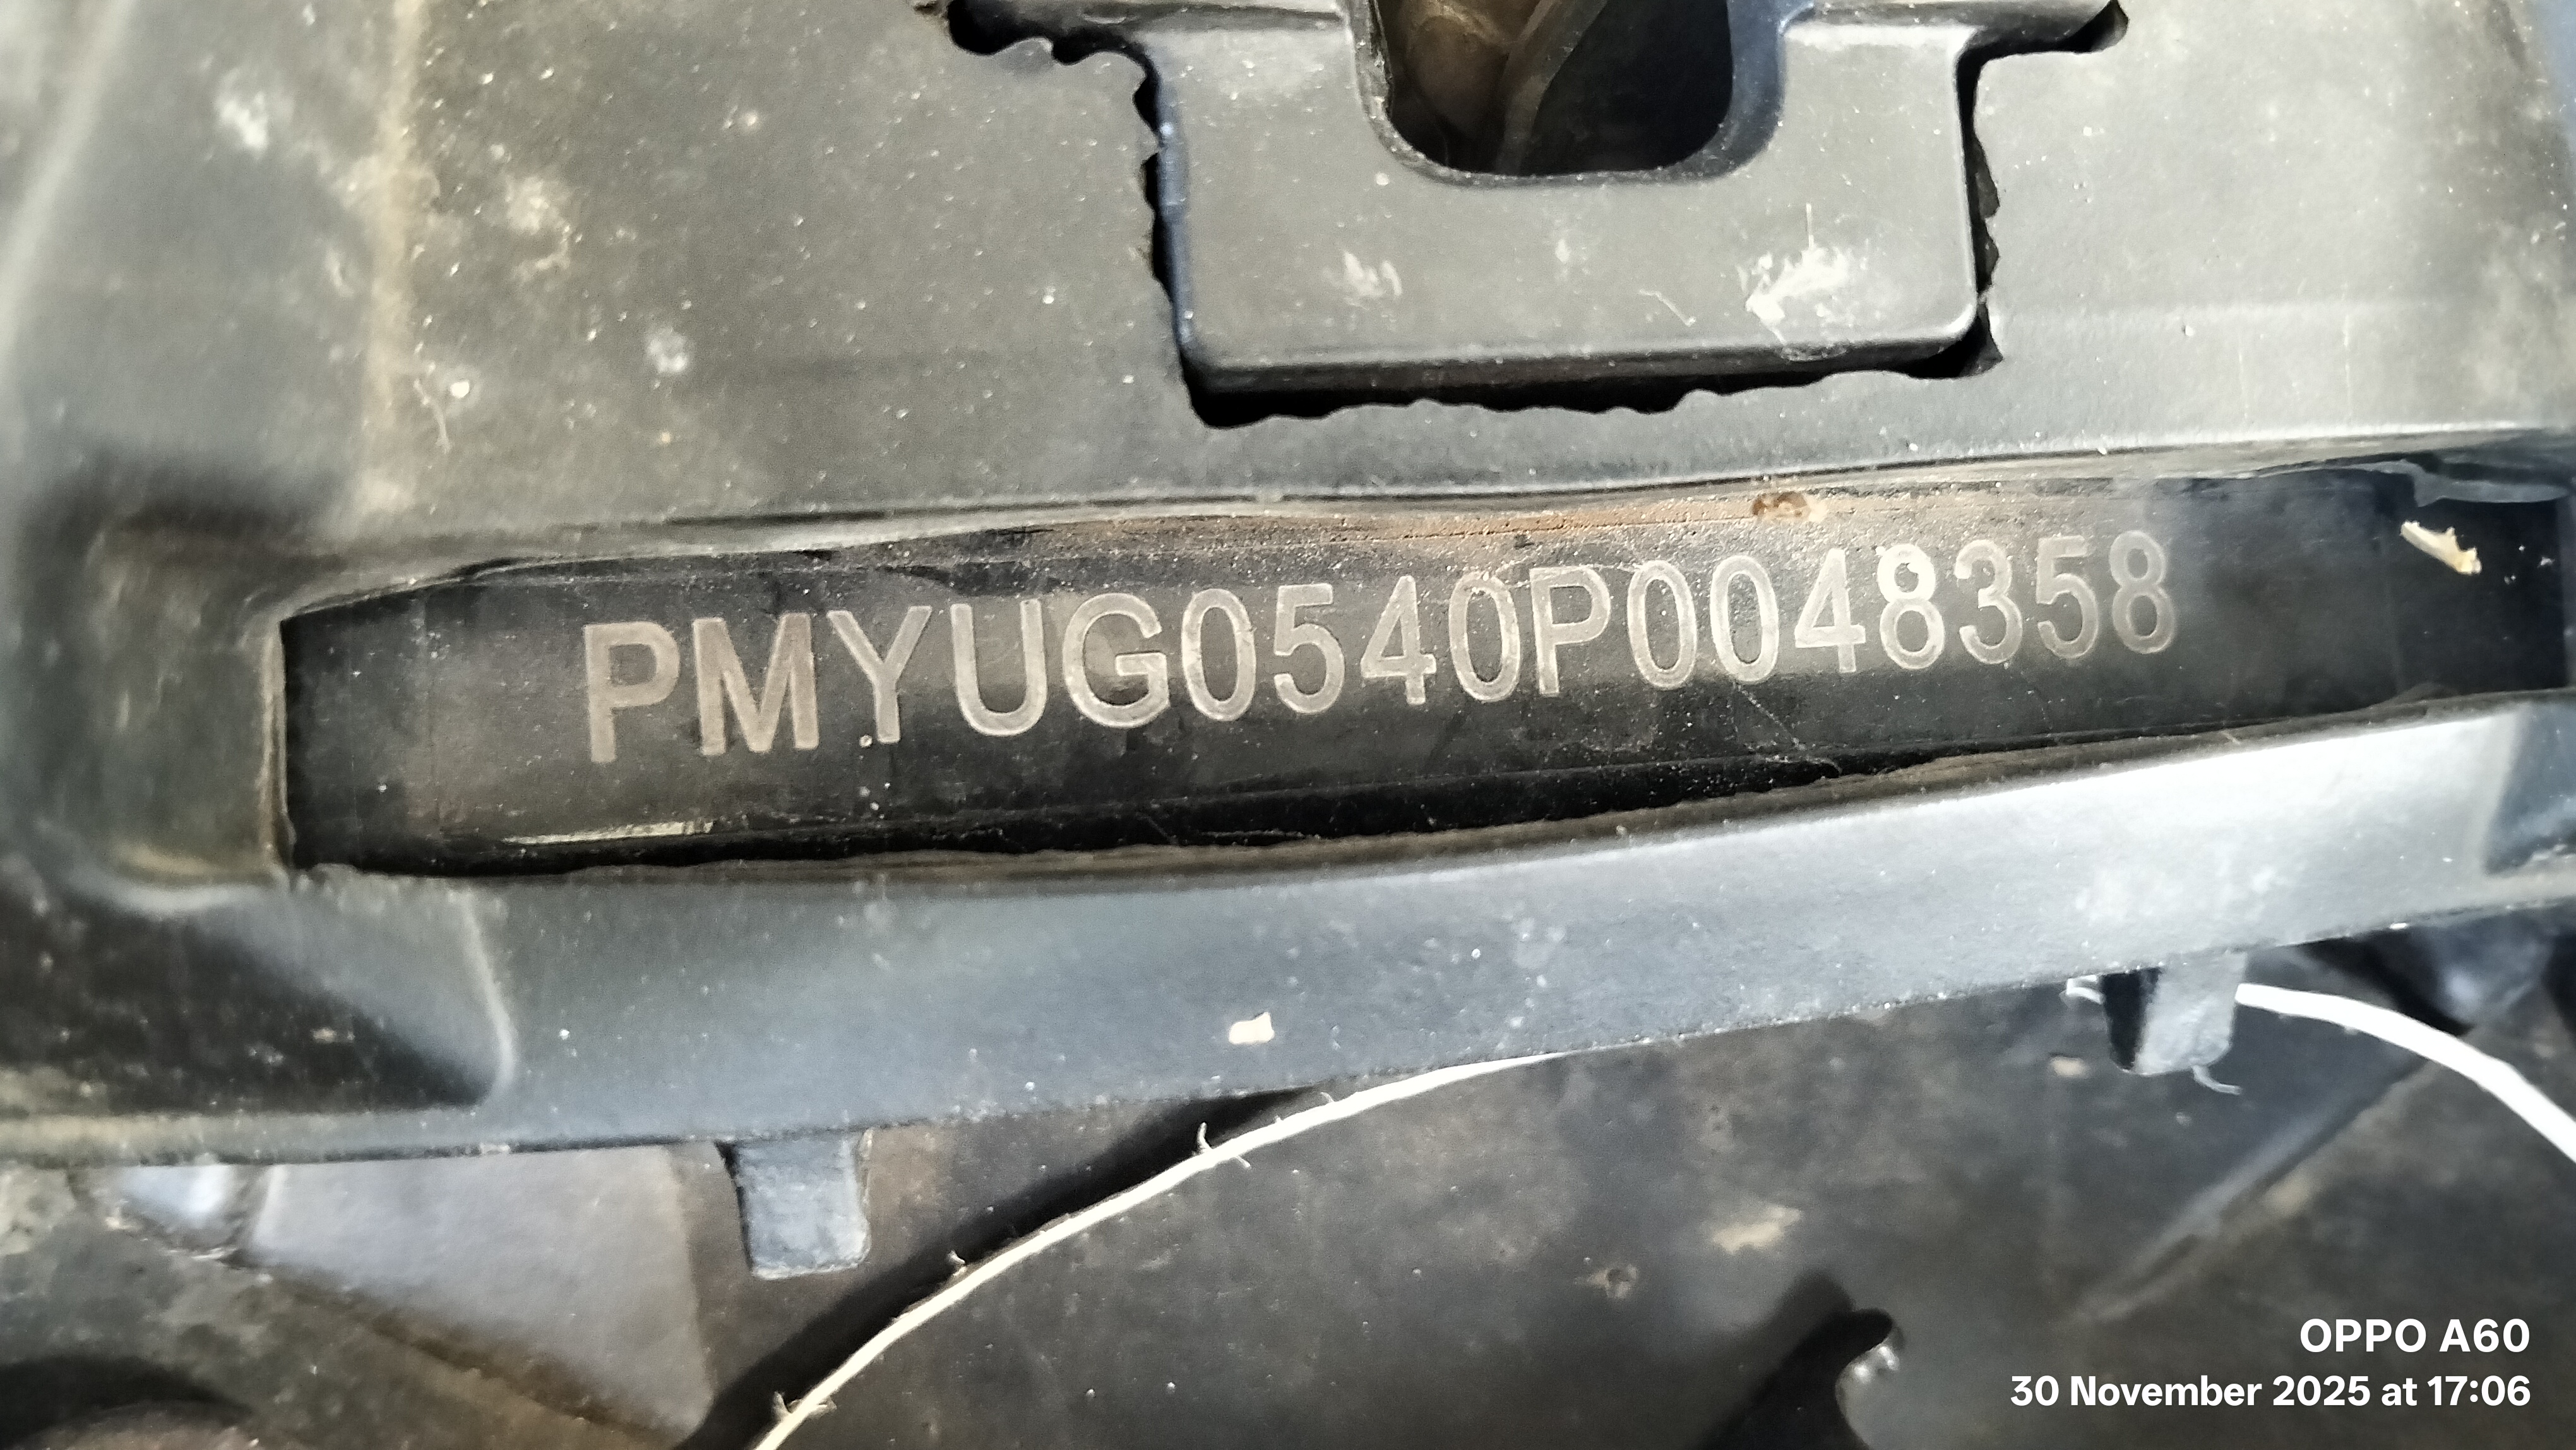 PMYUG0540P0048358
OPPO A60
30 November 2025 at 17:06